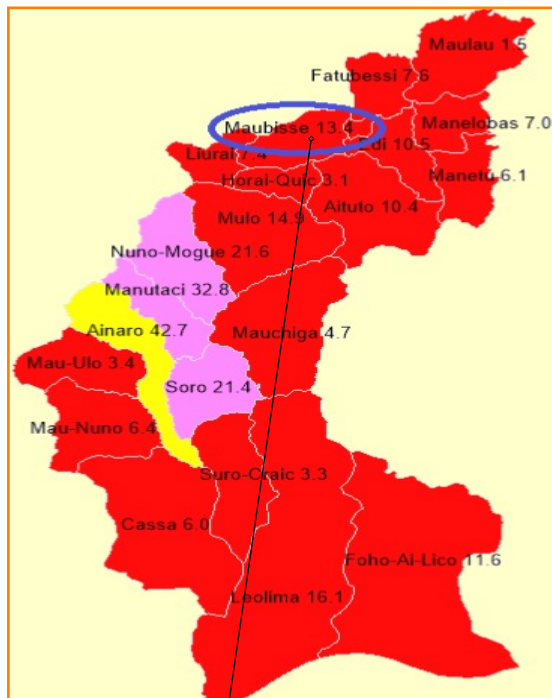 Maulau 1.5
Fatubessi 7.6
Maubisse 13.4
Manelobas 7.0
Edi 10.5
Liurai 7.4
Horai-Quic 3.1
Manetu 6.1
Aituto 10.4
Mulo 14.9
Nuno-Mogue 21.6
Manutaci 32.8
Ainaro 42.7
Mauchiga 4.7
Mau-Ulo 3.4
Soro 21.4
Mau-Nuno 6.4
Suro-Craic 3.3
Cassa 6.0
Foho-Ai-Lico 11.6
Leolima 16.1